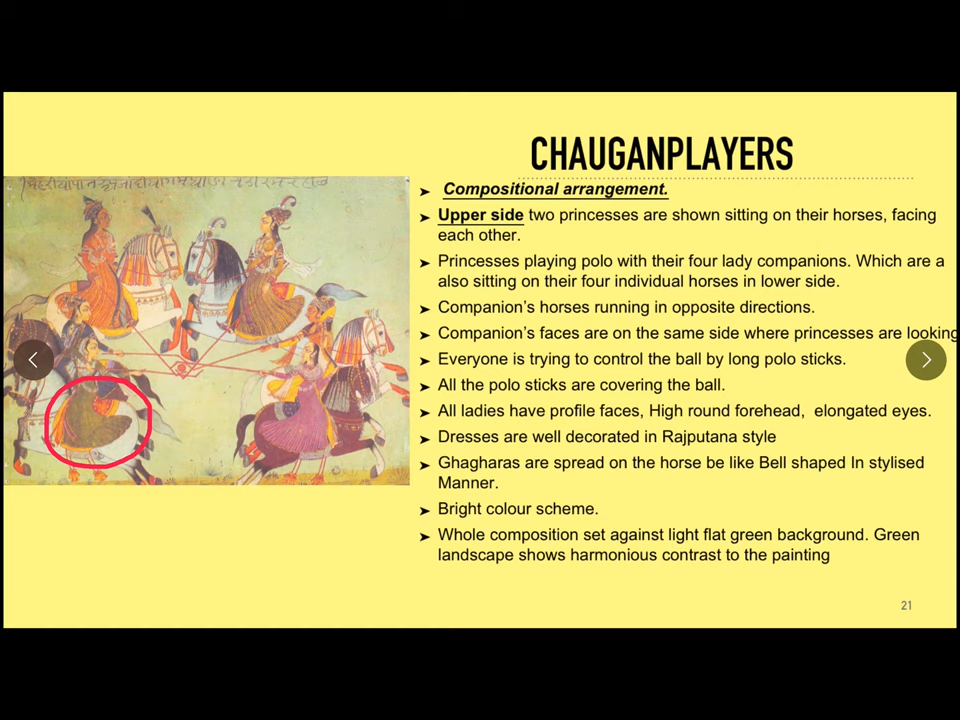 CHAUGANPLAYERS
➤ Compositional arrangement.
➤ Upper side two princesses are shown sitting on their horses, facing
each other.
➤ Princesses playing polo with their four lady companions. Which are a
also sitting on their four individual horses in lower side.
➤ Companion's horses running in opposite directions.
➤ Companion's faces are on the same side where princesses are looking
➤ Everyone is trying to control the ball by long polo sticks.
➤ All the polo sticks are covering the ball.
➤ All ladies have profile faces, High round forehead, elongated eyes.
➤ Dresses are well decorated in Rajputana style
➤ Ghagharas are spread on the horse be like Bell shaped In stylised
Manner.
➤ Bright colour scheme.
➤ Whole composition set against light flat green background. Green
landscape shows harmonious contrast to the painting
21